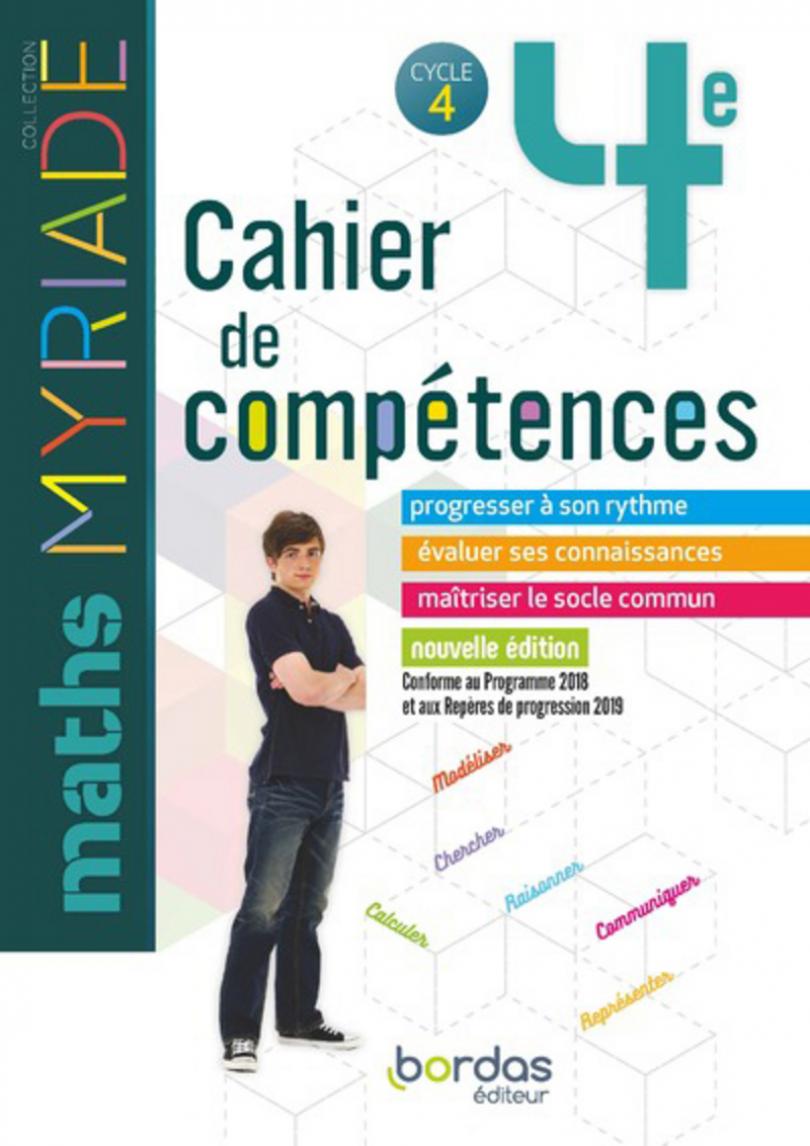 COLLECTION
maths MYRIADE
CYCLE
4
4e
Cahier
de
compétences
progresser à son rythme
évaluer ses connaissances
maîtriser le socle commun
nouvelle édition
Conforme au Programme 2018
et aux Repères de progression 2019
Modéliser
Chercher
Raisonner
Calculer
Communiquer
Représenter
bordas
éditeur